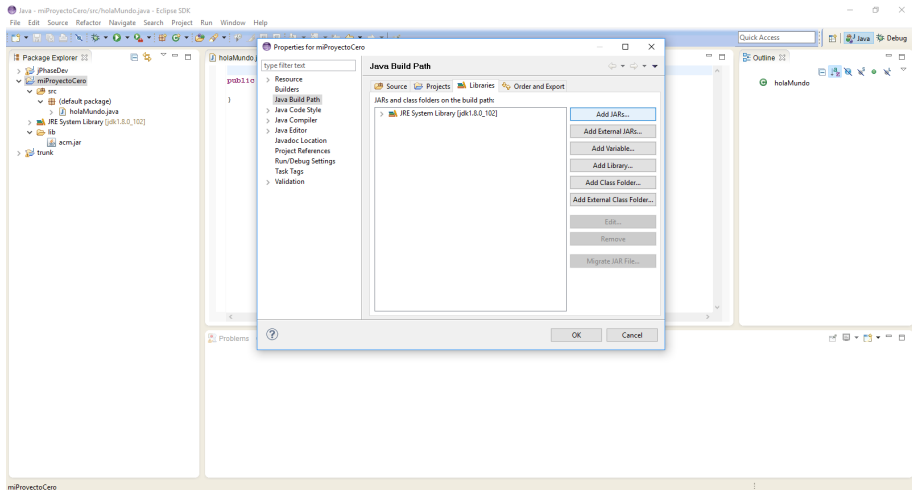 Java - miProyectoCero/src/holaMundo.java - Eclipse SDK
File Edit Source Refactor Navigate Search Project Run Window Help
Quick Access
Java
Debug
Package Explorer
jPhaseDev
miProyectoCero
src
(default package)
holaMundo.java
JRE System Library [jdk1.8.0_102]
lib
acm.jar
trunk
holaMundo.j
public
}
Properties for miProyectoCero
type filter text
Resource
Builders
Java Build Path
Java Code Style
Java Compiler
Java Editor
Javadoc Location
Project References
Run/Debug Settings
Task Tags
Validation
Java Build Path
Source Projects Libraries Order and Export
JARs and class folders on the build path:
JRE System Library [jdk1.8.0_102]
Add JARs...
Add External JARs...
Add Variable...
Add Library...
Add Class Folder...
Add External Class Folder...
Edit...
Remove
Migrate JAR File...
OK Cancel
Outline
holaMundo
Problems
miProyectoCero